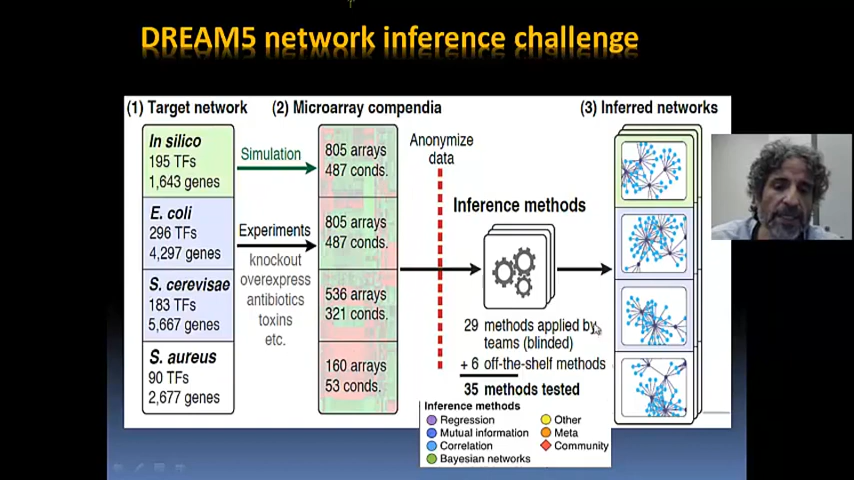 DREAM5 network inference challenge
(1) Target network
(2) Microarray compendia
(3) Inferred networks
In silico
195 TFs
1,643 genes
Simulation
805 arrays
487 conds.
Anonymize
data
E. coli
296 TFs
4,297 genes
Experiments
knockout
overexpress
antibiotics
toxins
etc.
805 arrays
487 conds.
Inference methods
S. cerevisae
183 TFs
5,667 genes
536 arrays
321 conds.
29 methods applied by
teams (blinded)
+ 6 off-the-shelf methods
35 methods tested
S. aureus
90 TFs
2,677 genes
160 arrays
53 conds.
Inference methods
Regression
Mutual information
Correlation
Bayesian networks
Other
Meta
Community